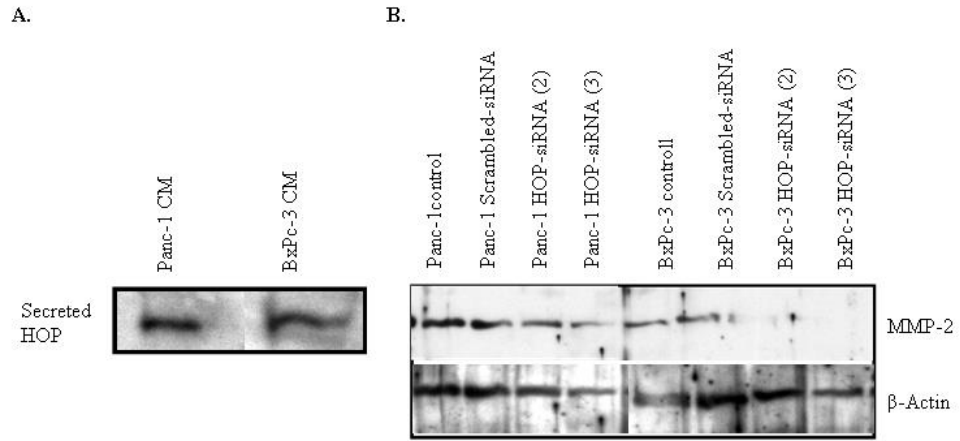 A.
B.
Panc-1 CM
BxPc-3 CM
Secreted
HOP
Panc-1control
Panc-1 Scrambled-siRNA
Panc-1 HOP-siRNA (2)
Panc-1 HOP-siRNA (3)
BxPc-3 controll
BxPc-3 Scrambled-siRNA
BxPc-3 HOP-siRNA (2)
BxPc-3 HOP-siRNA (3)
MMP-2
β-Actin